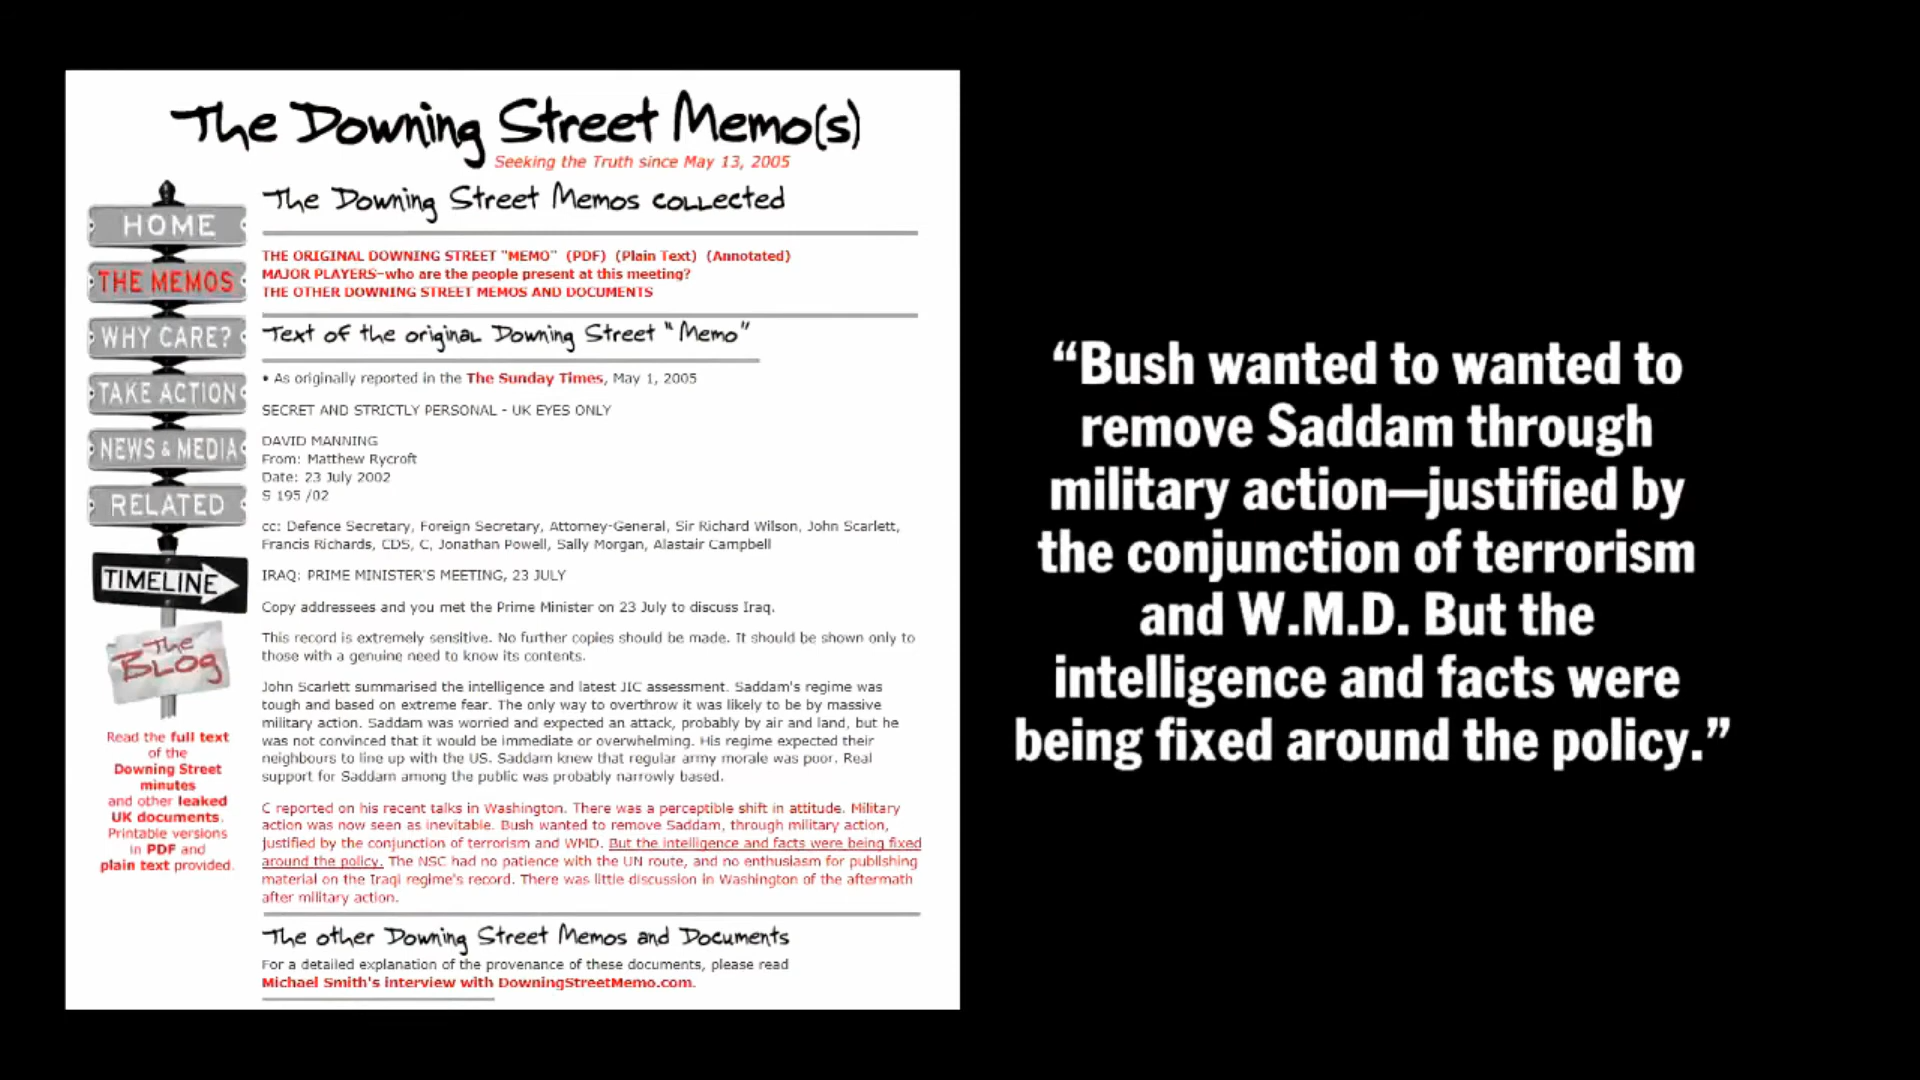 The Downing Street Memo(s)
Seeking the Truth since May 13, 2005
HOME
THE MEMOS
WHY CARE?
TAKE ACTION
NEWS & MEDIA
RELATED
TIMELINE
The BLOG
Read the full text
of the
Downing Street
minutes
and other leaked
UK documents.
Printable versions
in PDF and
plain text provided.
The Downing Street Memos collected
THE ORIGINAL DOWNING STREET "MEMO" (PDF) (Plain Text) (Annotated)
MAJOR PLAYERS–who are the people present at this meeting?
THE OTHER DOWNING STREET MEMOS AND DOCUMENTS
Text of the original Downing Street "Memo"
• As originally reported in the The Sunday Times, May 1, 2005
SECRET AND STRICTLY PERSONAL - UK EYES ONLY
DAVID MANNING
From: Matthew Rycroft
Date: 23 July 2002
S 195 /02
cc: Defence Secretary, Foreign Secretary, Attorney-General, Sir Richard Wilson, John Scarlett,
Francis Richards, CDS, C, Jonathan Powell, Sally Morgan, Alastair Campbell
IRAQ: PRIME MINISTER'S MEETING, 23 JULY
Copy addressees and you met the Prime Minister on 23 July to discuss Iraq.
This record is extremely sensitive. No further copies should be made. It should be shown only to
those with a genuine need to know its contents.
John Scarlett summarised the intelligence and latest JIC assessment. Saddam's regime was
tough and based on extreme fear. The only way to overthrow it was likely to be by massive
military action. Saddam was worried and expected an attack, probably by air and land, but he
was not convinced that it would be immediate or overwhelming. His regime expected their
neighbours to line up with the US. Saddam knew that regular army morale was poor. Real
support for Saddam among the public was probably narrowly based.
C reported on his recent talks in Washington. There was a perceptible shift in attitude. Military
action was now seen as inevitable. Bush wanted to remove Saddam, through military action,
justified by the conjunction of terrorism and WMD. But the intelligence and facts were being fixed
around the policy. The NSC had no patience with the UN route, and no enthusiasm for publishing
material on the Iraqi regime's record. There was little discussion in Washington of the aftermath
after military action.
The other Downing Street Memos and Documents
For a detailed explanation of the provenance of these documents, please read
Michael Smith's interview with DowningStreetMemo.com.
“Bush wanted to wanted to
remove Saddam through
military action—justified by
the conjunction of terrorism
and W.M.D. But the
intelligence and facts were
being fixed around the policy.”